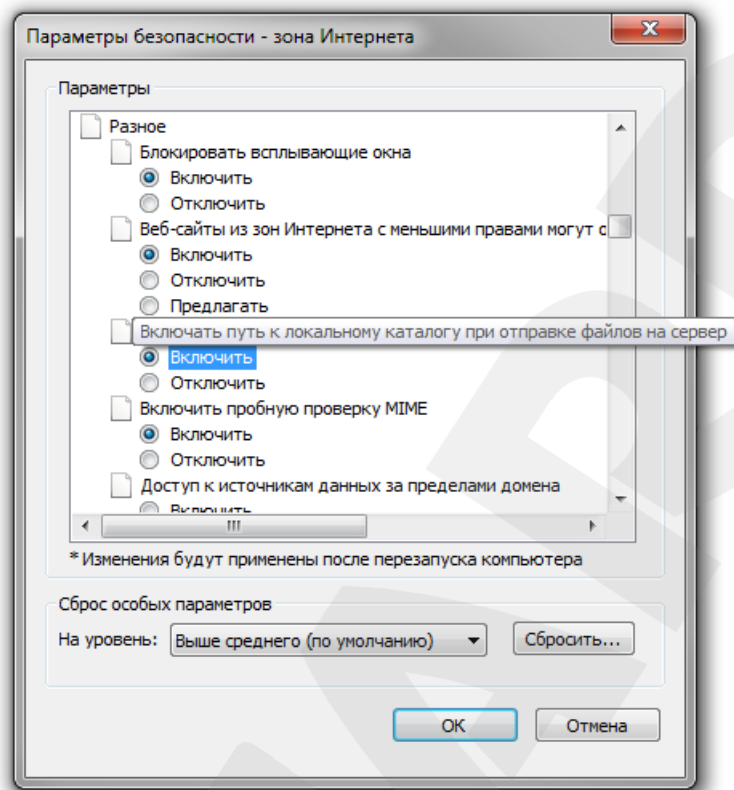 Параметры безопасности - зона Интернета
Параметры
Разное
Блокировать всплывающие окна
Включить
Отключить
Веб-сайты из зон Интернета с меньшими правами могут о
Включить
Отключить
Предлагать
Включать путь к локальному каталогу при отправке файлов на сервер
Включить
Отключить
Включить пробную проверку MIME
Включить
Отключить
Доступ к источникам данных за пределами домена
Включить
* Изменения будут применены после перезапуска компьютера
Сброс особых параметров
На уровень: Выше среднего (по умолчанию) Сбросить...
OK Отмена